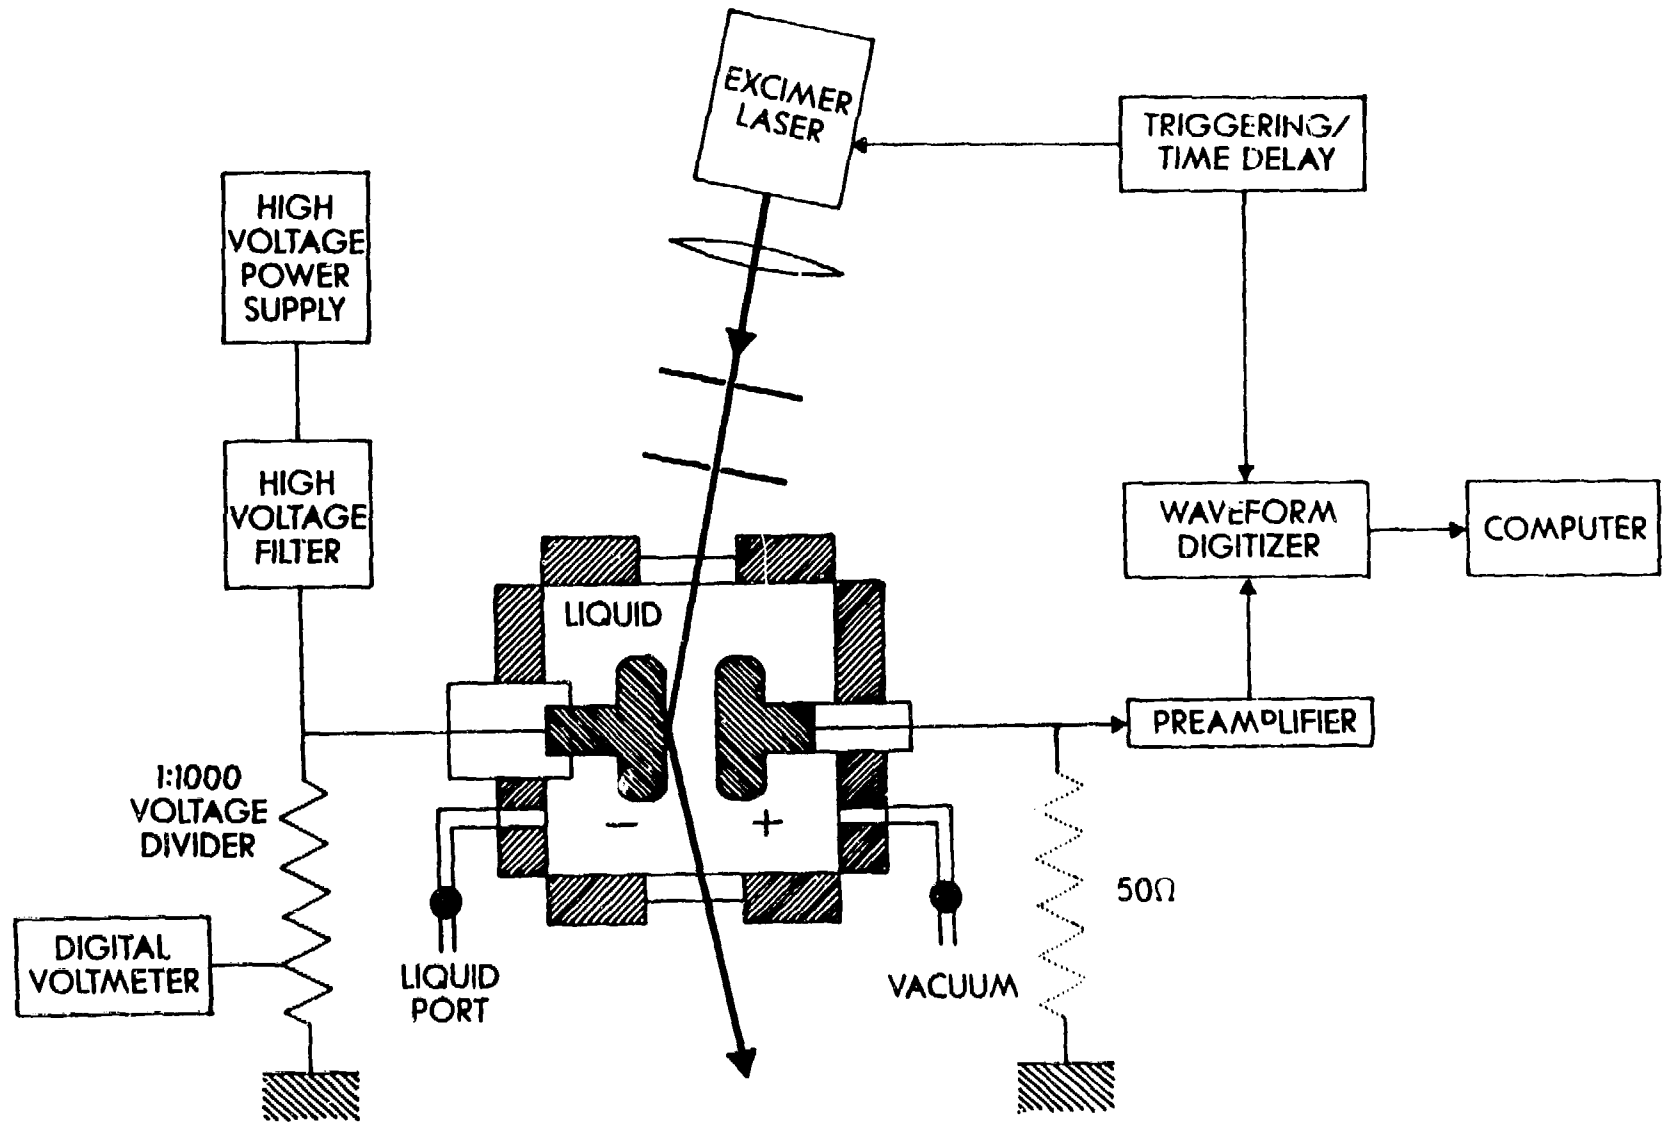 EXCIMER
LASER
TRIGGERING/
TIME DELAY
HIGH
VOLTAGE
POWER
SUPPLY
HIGH
VOLTAGE
FILTER
WAVEFORM
DIGITIZER
COMPUTER
LIQUID
PREAMPLIFIER
1:1000
VOLTAGE
DIVIDER
−
+
50Ω
DIGITAL
VOLTMETER
LIQUID
PORT
VACUUM